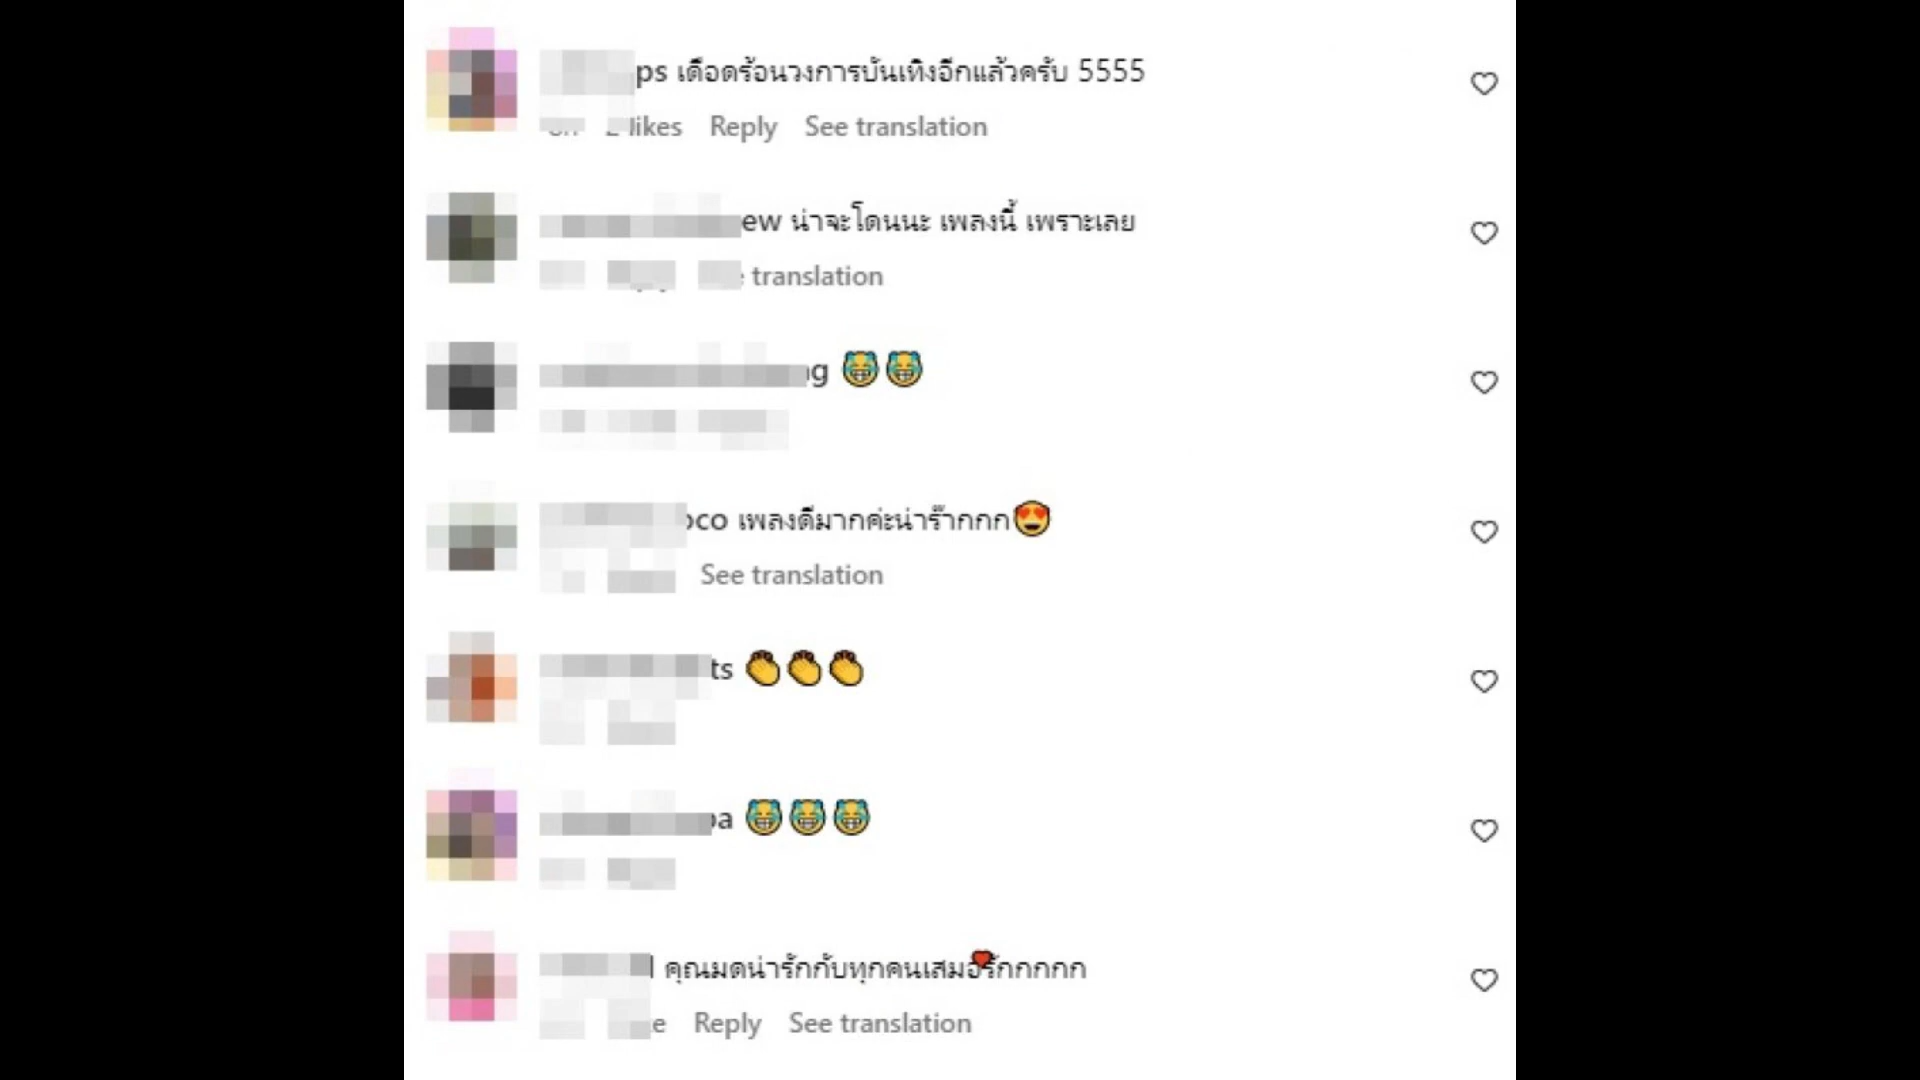 ps เดือดร้อนวงการบันเทิงอีกแล้วครับ 5555
likes Reply See translation
ew น่าจะโดนนะ เพลงนี้ เพราะเลย
translation
g 😹😹
oco เพลงดีมากค่ะน่าร๊ากกก😍
See translation
ts 👏👏👏
pa 😹😹😹
คุณมดน่ารักกับทุกคนเสมอรักกกกก
Reply See translation